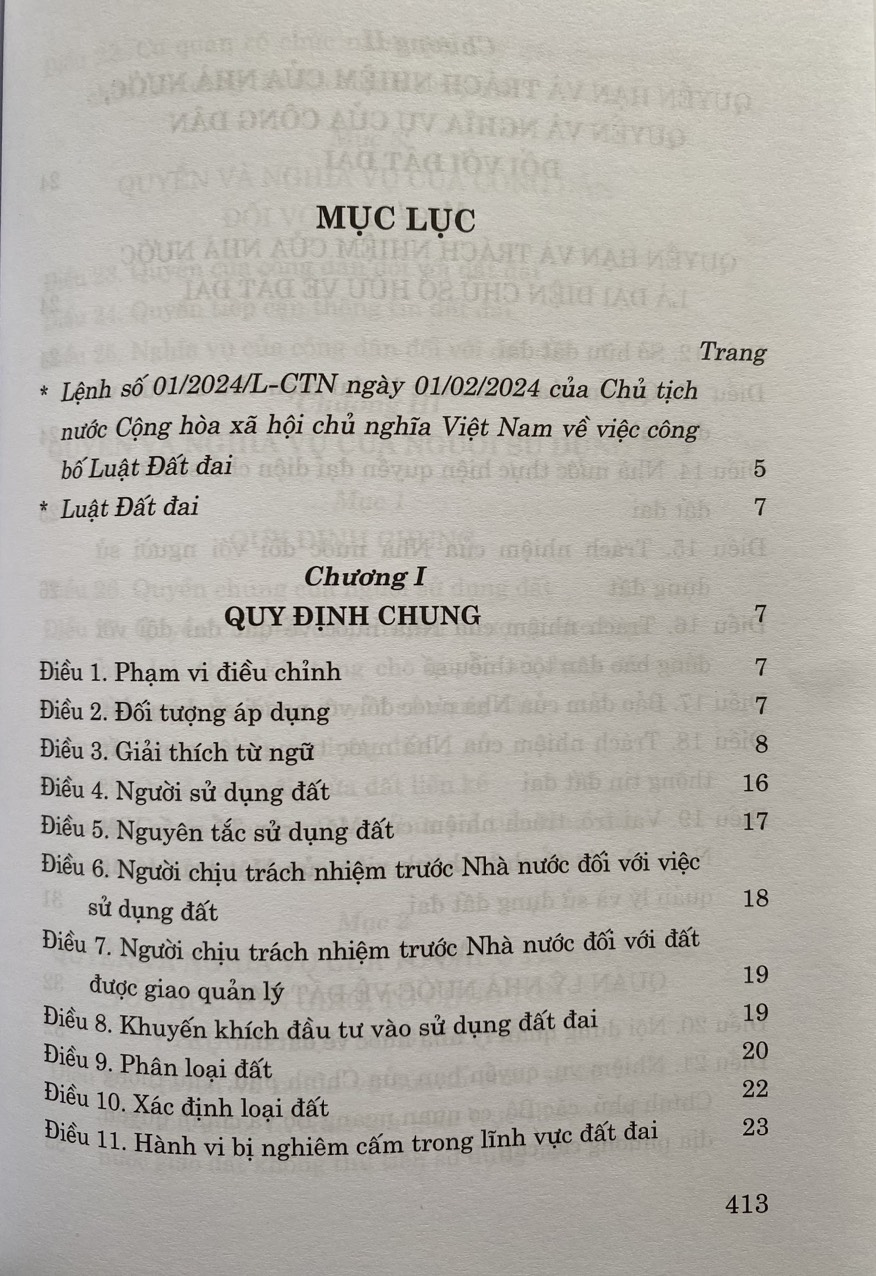 MỤC LỤC
Trang
* Lệnh số 01/2024/L-CTN ngày 01/02/2024 của Chủ tịch
nước Cộng hòa xã hội chủ nghĩa Việt Nam về việc công
bố Luật Đất đai 5
* Luật Đất đai 7
Chương I
QUY ĐỊNH CHUNG 7
Điều 1. Phạm vi điều chỉnh 7
Điều 2. Đối tượng áp dụng 7
Điều 3. Giải thích từ ngữ 8
Điều 4. Người sử dụng đất 16
Điều 5. Nguyên tắc sử dụng đất 17
Điều 6. Người chịu trách nhiệm trước Nhà nước đối với việc
sử dụng đất 18
Điều 7. Người chịu trách nhiệm trước Nhà nước đối với đất
được giao quản lý 19
Điều 8. Khuyến khích đầu tư vào sử dụng đất đai 19
Điều 9. Phân loại đất 20
Điều 10. Xác định loại đất 22
Điều 11. Hành vi bị nghiêm cấm trong lĩnh vực đất đai 23
413